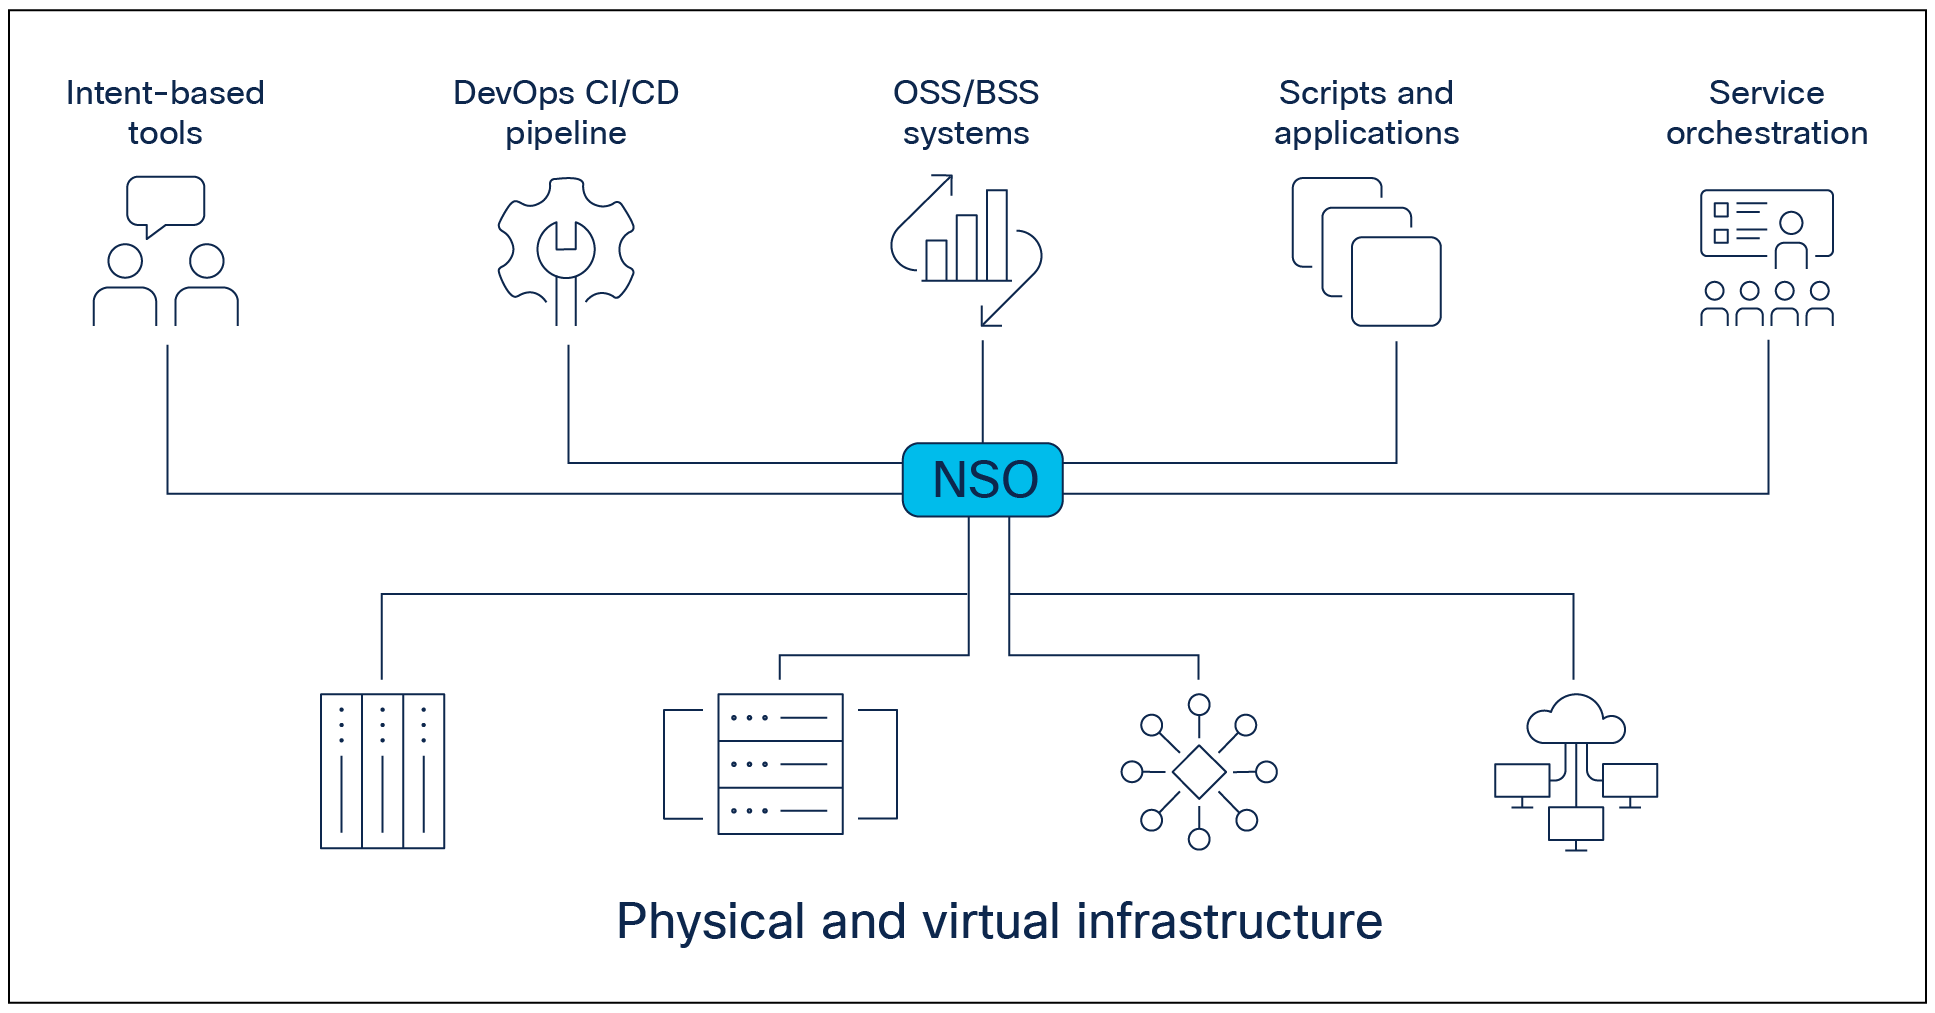 Intent-based
tools
DevOps CI/CD
pipeline
OSS/BSS
systems
Scripts and
applications
Service
orchestration
NSO
Physical and virtual infrastructure